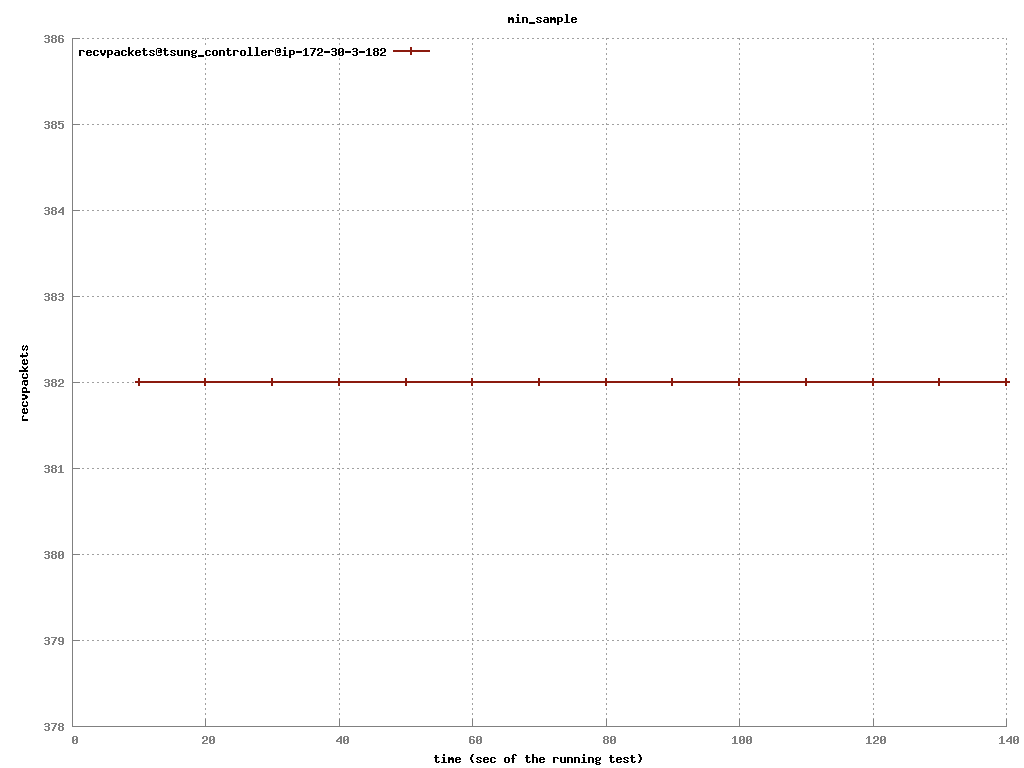 min_sample
386
recvpackets@tsung_controller@ip-172-30-3-182
385
384
383
382
381
380
379
378
recvpackets
0 20 40 60 80 100 120 140
time (sec of the running test)